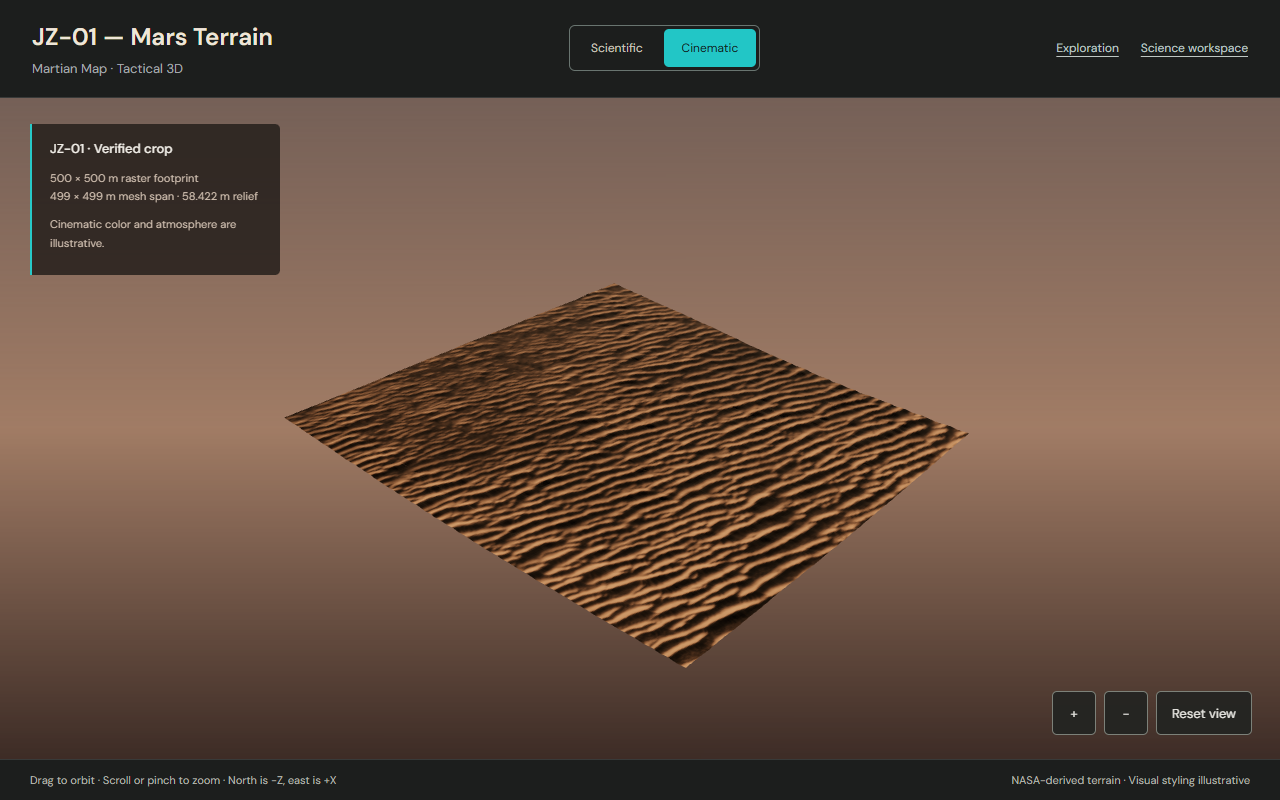 JZ-01 — Mars Terrain
Martian Map · Tactical 3D
Scientific
Cinematic
Exploration
Science workspace
JZ-01 · Verified crop
500 × 500 m raster footprint
499 × 499 m mesh span · 58.422 m relief
Cinematic color and atmosphere are
illustrative.
+
−
Reset view
Drag to orbit · Scroll or pinch to zoom · North is −Z, east is +X
NASA-derived terrain · Visual styling illustrative